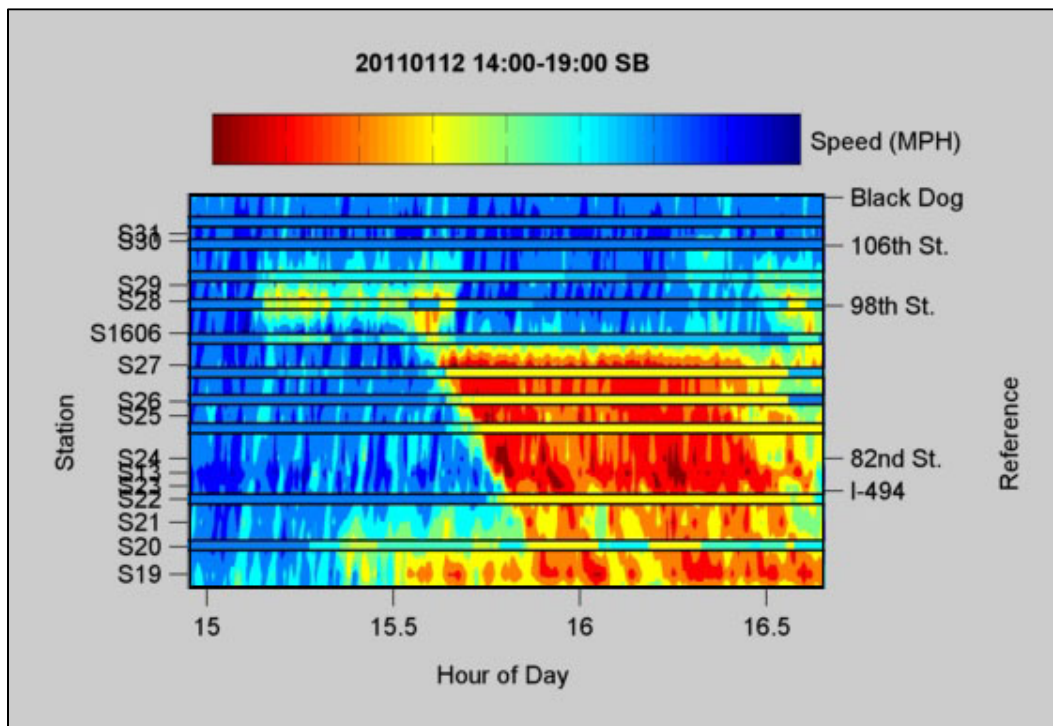 20110112 14:00-19:00 SB
Speed (MPH)
Black Dog
S31
S30
106th St.
S29
S28
98th St.
S1606
S27
S26
S25
S24
82nd St.
S13
S23
I-494
S22
S21
S20
S19
Station
Reference
15
15.5
16
16.5
Hour of Day